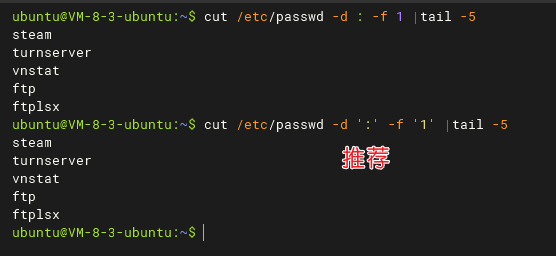 ubuntu@VM-8-3-ubuntu:~$ cut /etc/passwd -d : -f 1 |tail -5
steam
turnserver
vnstat
ftp
ftplsx
ubuntu@VM-8-3-ubuntu:~$ cut /etc/passwd -d ':' -f '1' |tail -5
steam
turnserver
推荐
vnstat
ftp
ftplsx
ubuntu@VM-8-3-ubuntu:~$